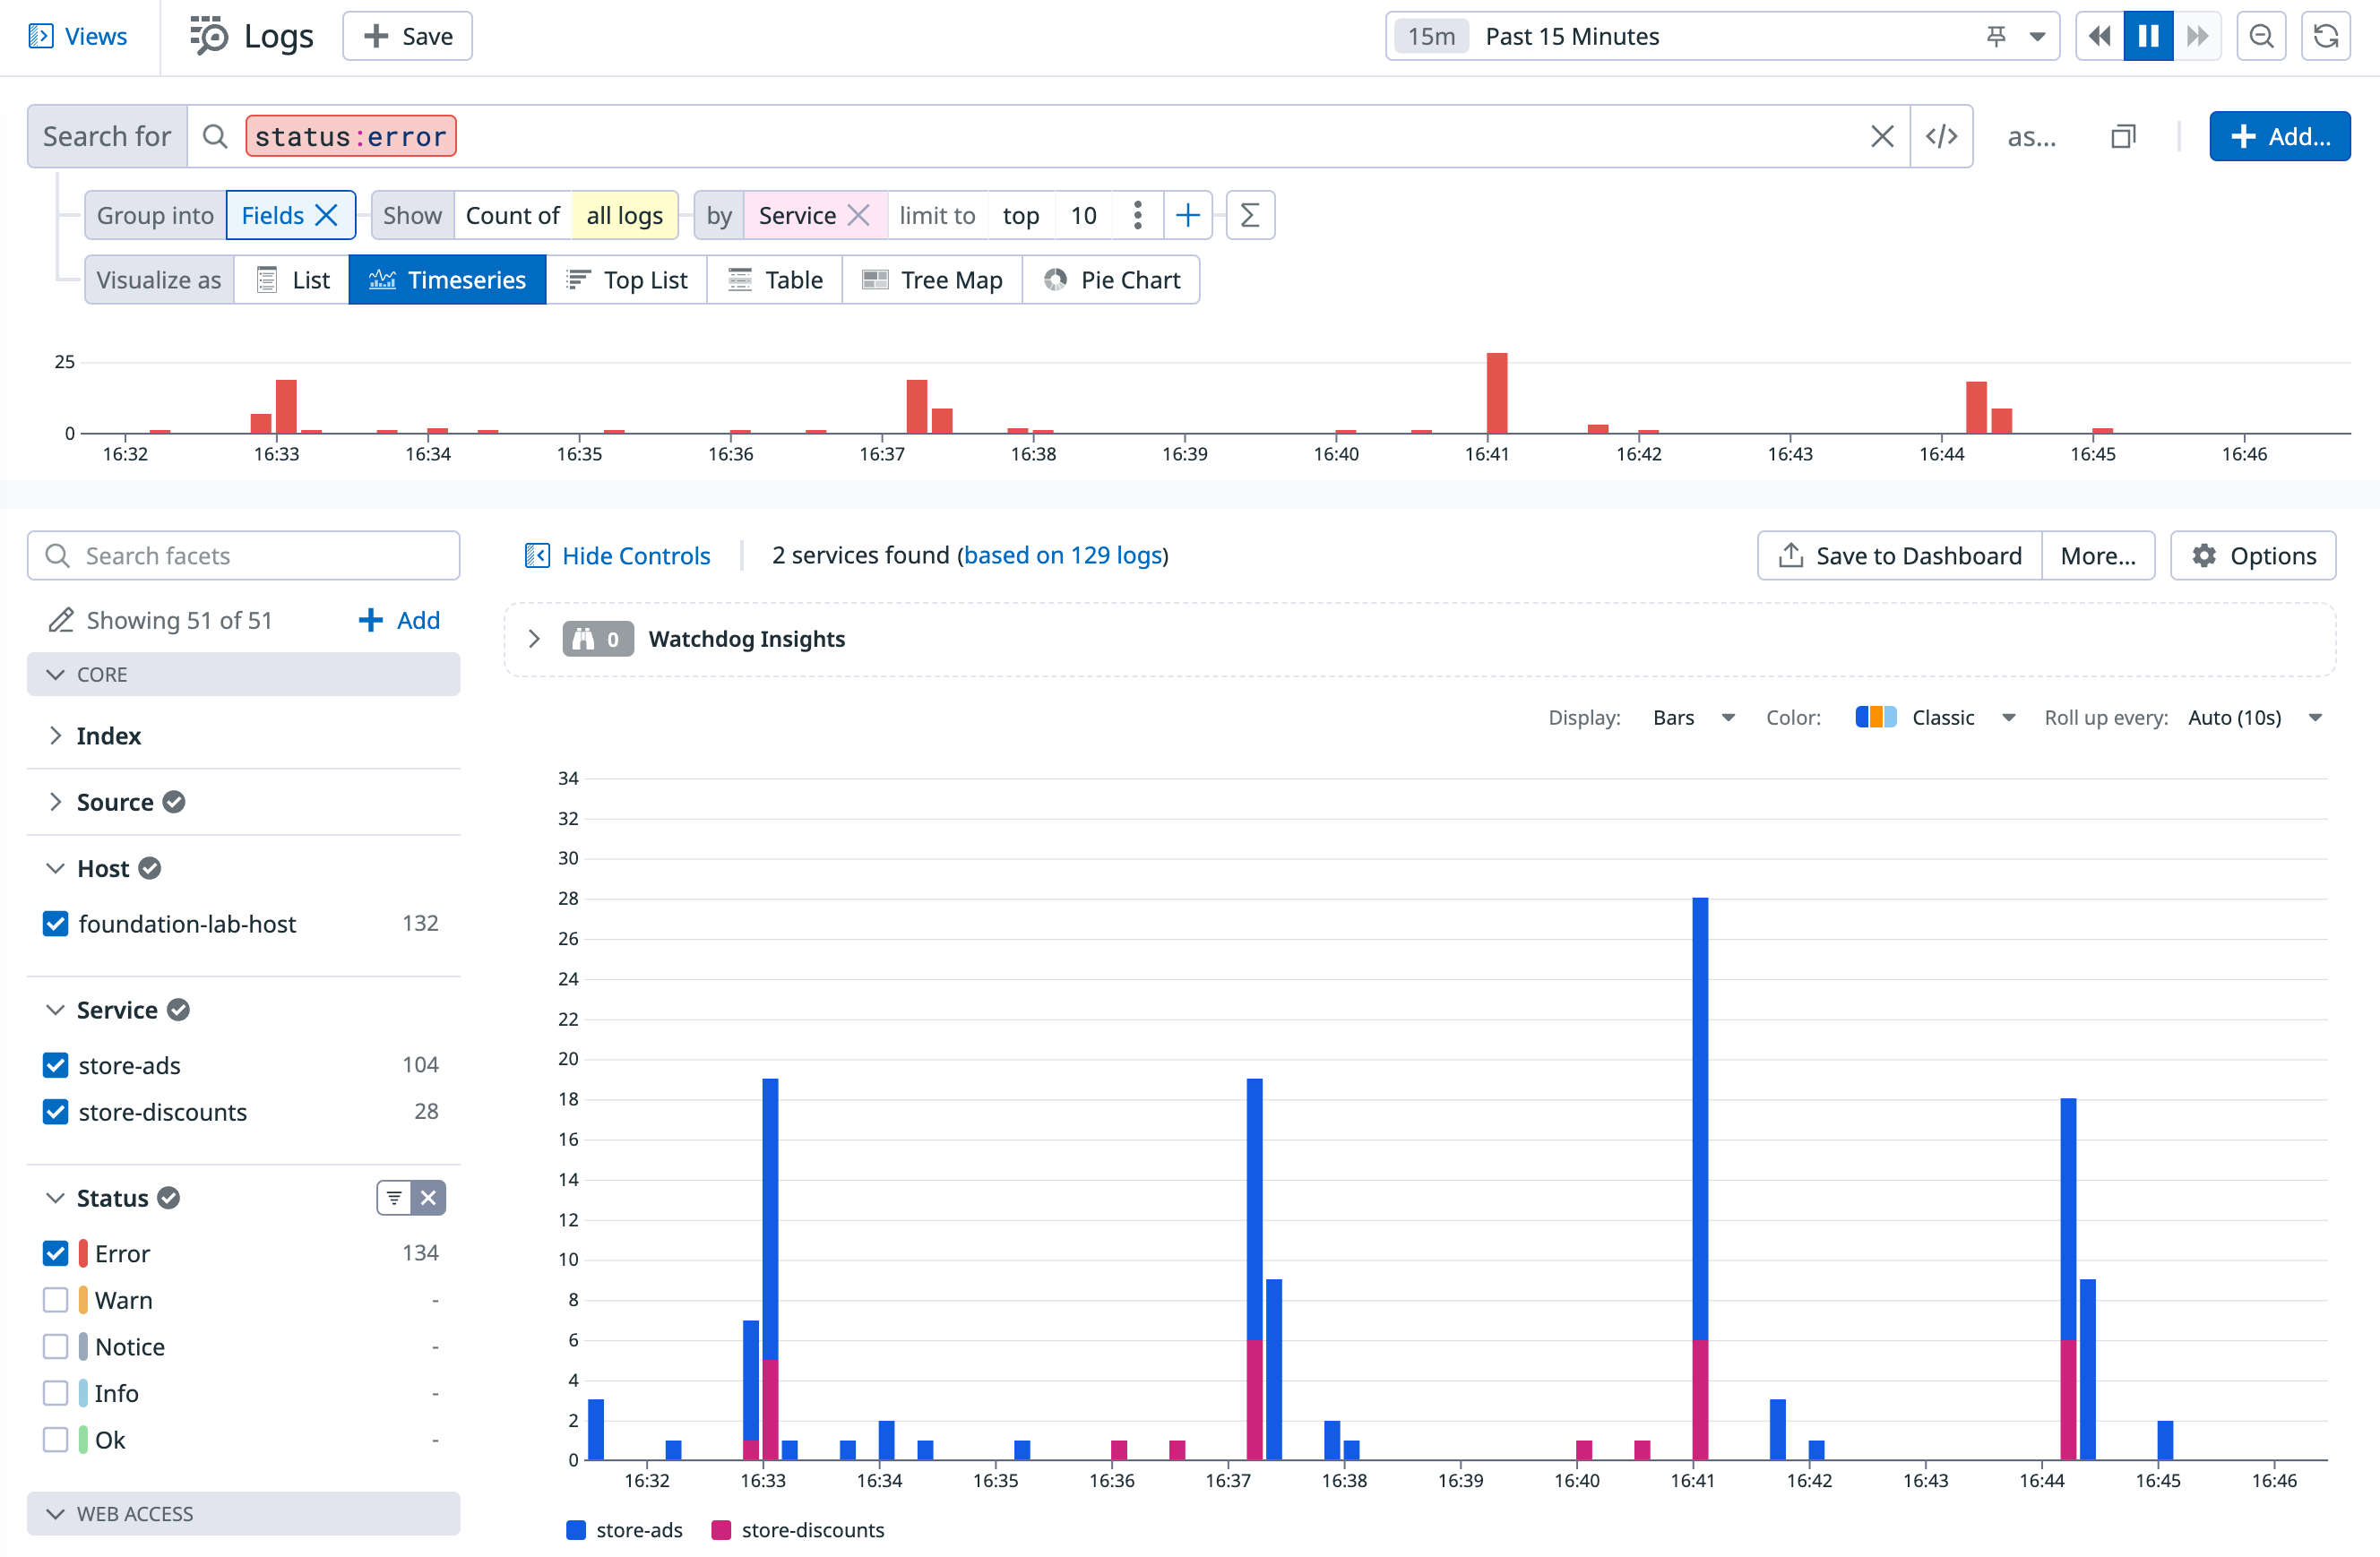 Views Logs + Save 15m Past 15 Minutes
Search for status:error </> as... + Add...
Group into Fields Show Count of all logs by Service limit to top 10 + Σ
Visualize as List Timeseries Top List Table Tree Map Pie Chart
25
0
16:32 16:33 16:34 16:35 16:36 16:37 16:38 16:39 16:40 16:41 16:42 16:43 16:44 16:45 16:46
Search facets
Showing 51 of 51 + Add
CORE
Index
Source
Host
foundation-lab-host 132
Service
store-ads 104
store-discounts 28
Status
Error 134
Warn -
Notice -
Info -
Ok -
WEB ACCESS
Hide Controls 2 services found (based on 129 logs) Save to Dashboard More... Options
0 Watchdog Insights
Display: Bars Color: Classic Roll up every: Auto (10s)
34
32
30
28
26
24
22
20
18
16
14
12
10
8
6
4
2
0
16:32 16:33 16:34 16:35 16:36 16:37 16:38 16:39 16:40 16:41 16:42 16:43 16:44 16:45 16:46
store-ads store-discounts